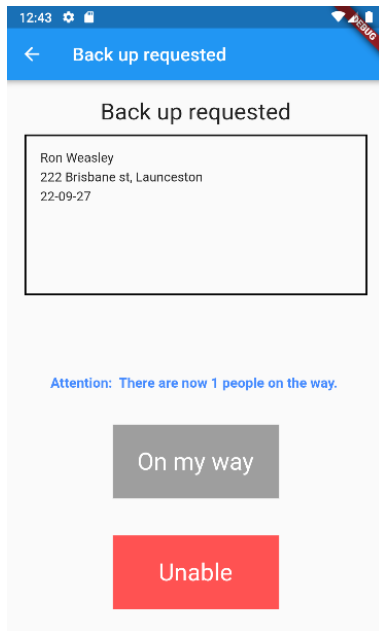 12:43
DEBUG
Back up requested
Back up requested
Ron Weasley
222 Brisbane st, Launceston
22-09-27
Attention:  There are now 1 people on the way.
On my way
Unable